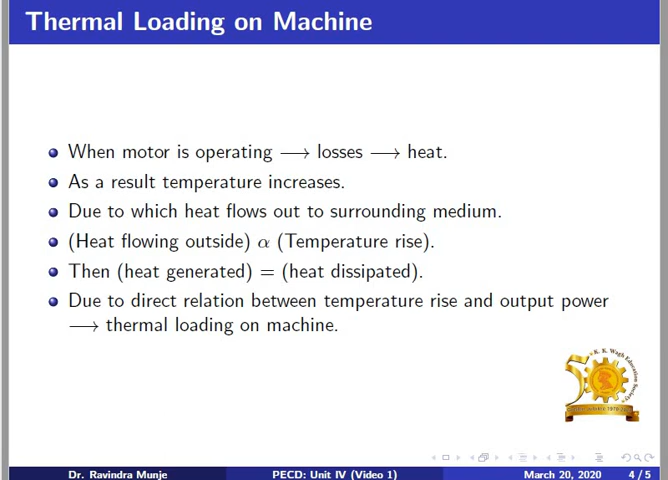 Thermal Loading on Machine
When motor is operating ⟶ losses ⟶ heat.
As a result temperature increases.
Due to which heat flows out to surrounding medium.
(Heat flowing outside) α (Temperature rise).
Then (heat generated) = (heat dissipated).
Due to direct relation between temperature rise and output power
⟶ thermal loading on machine.
K. K. Wagh Education Society
Dr. Ravindra Munje PECD: Unit IV (Video 1) March 20, 2020 4 / 5